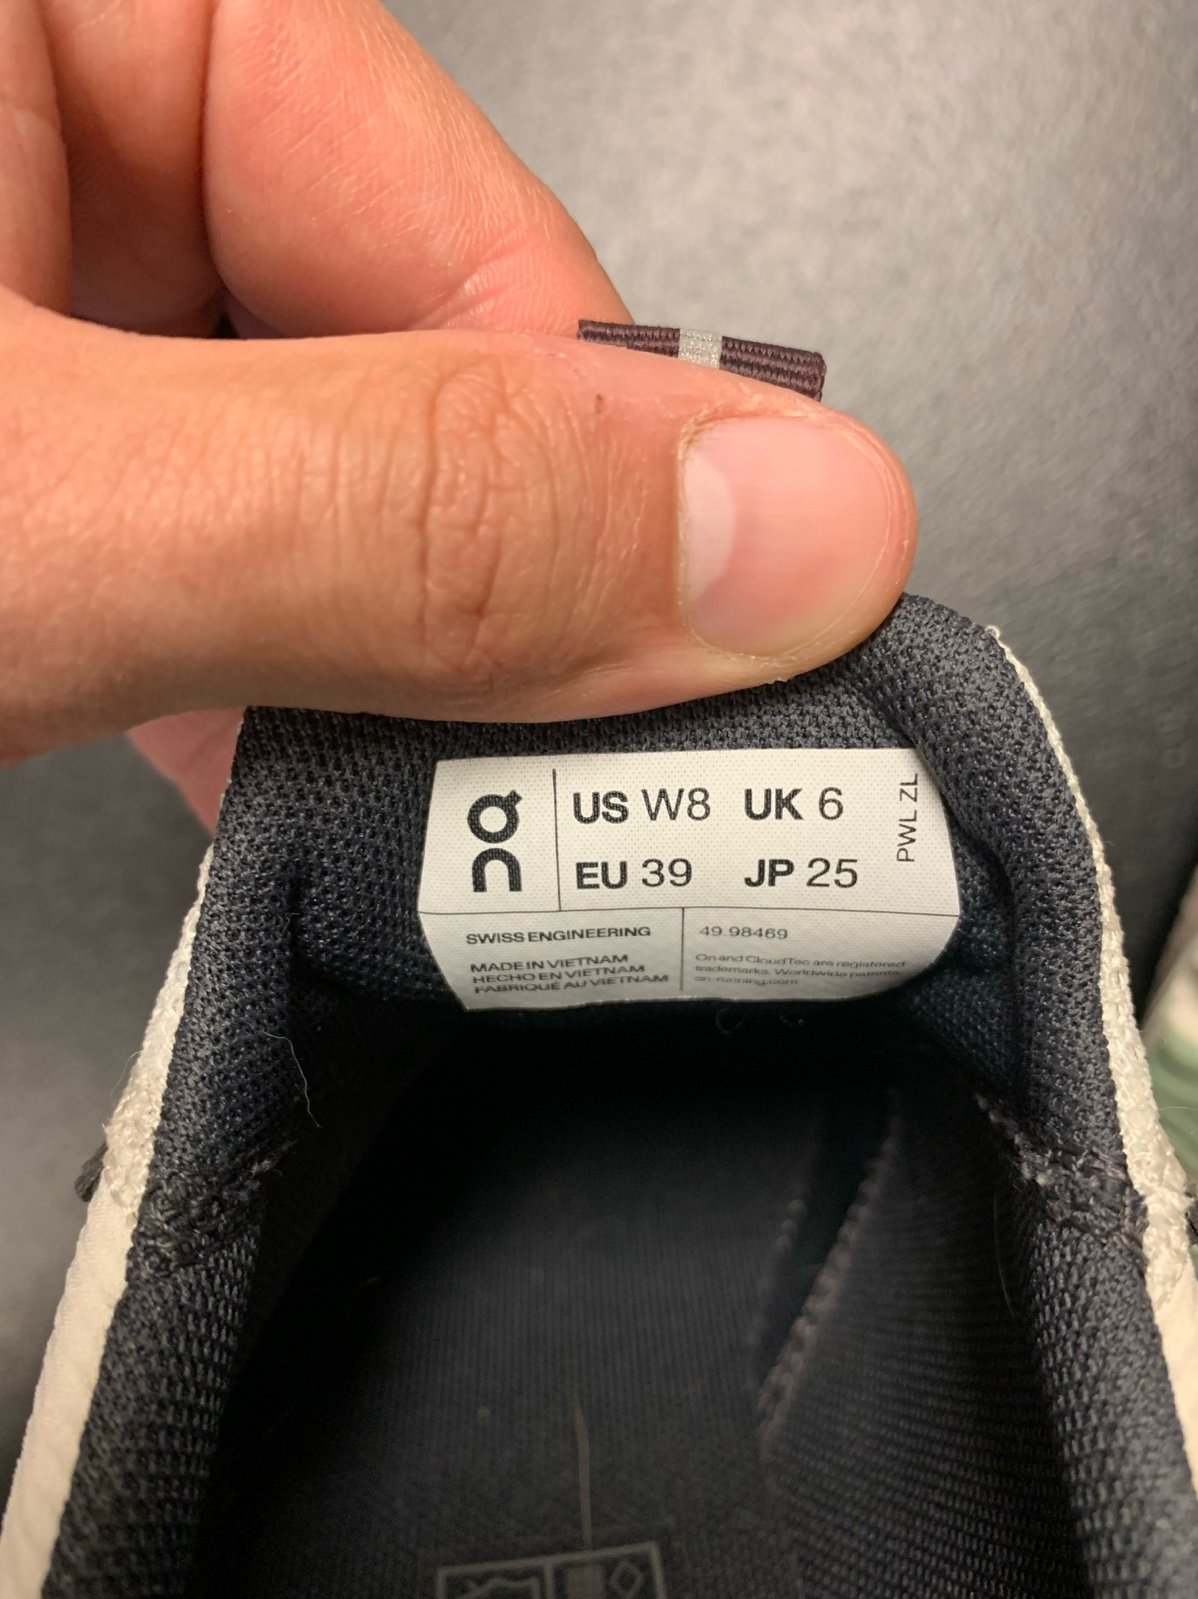 On
US W8 UK 6
EU 39 JP 25
PWL ZL
SWISS ENGINEERING
MADE IN VIETNAM
HECHO EN VIETNAM
FABRIQUÉ AU VIETNAM
49.98469
On and CloudTec are registered
trademarks. Worldwide patents.
on-running.com